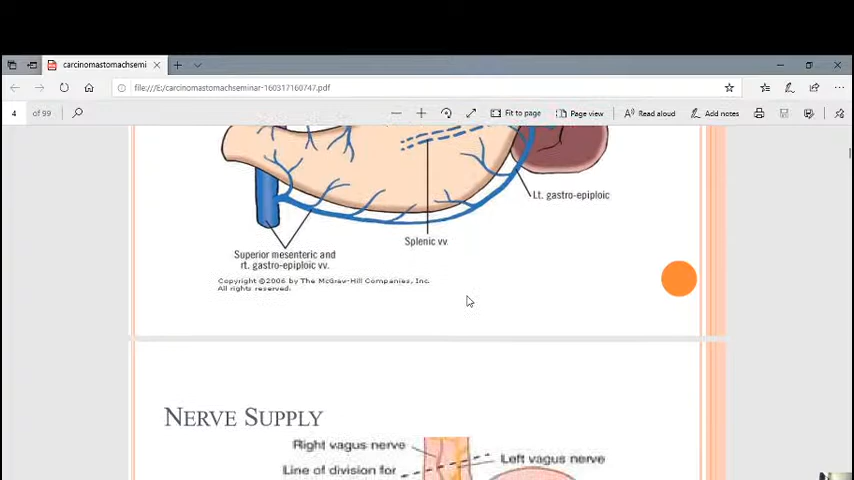 carcinomastomachsemi
file:///E:/carcinomastomachseminar-160317160747.pdf
4 of 99
Fit to page
Page view
Read aloud
Add notes
Lt. gastro-epiploic
Splenic vv.
Superior mesenteric and
rt. gastro-epiploic vv.
Copyright ©2006 by The McGraw-Hill Companies, Inc.
All rights reserved.
NERVE SUPPLY
Right vagus nerve
Left vagus nerve
Line of division for